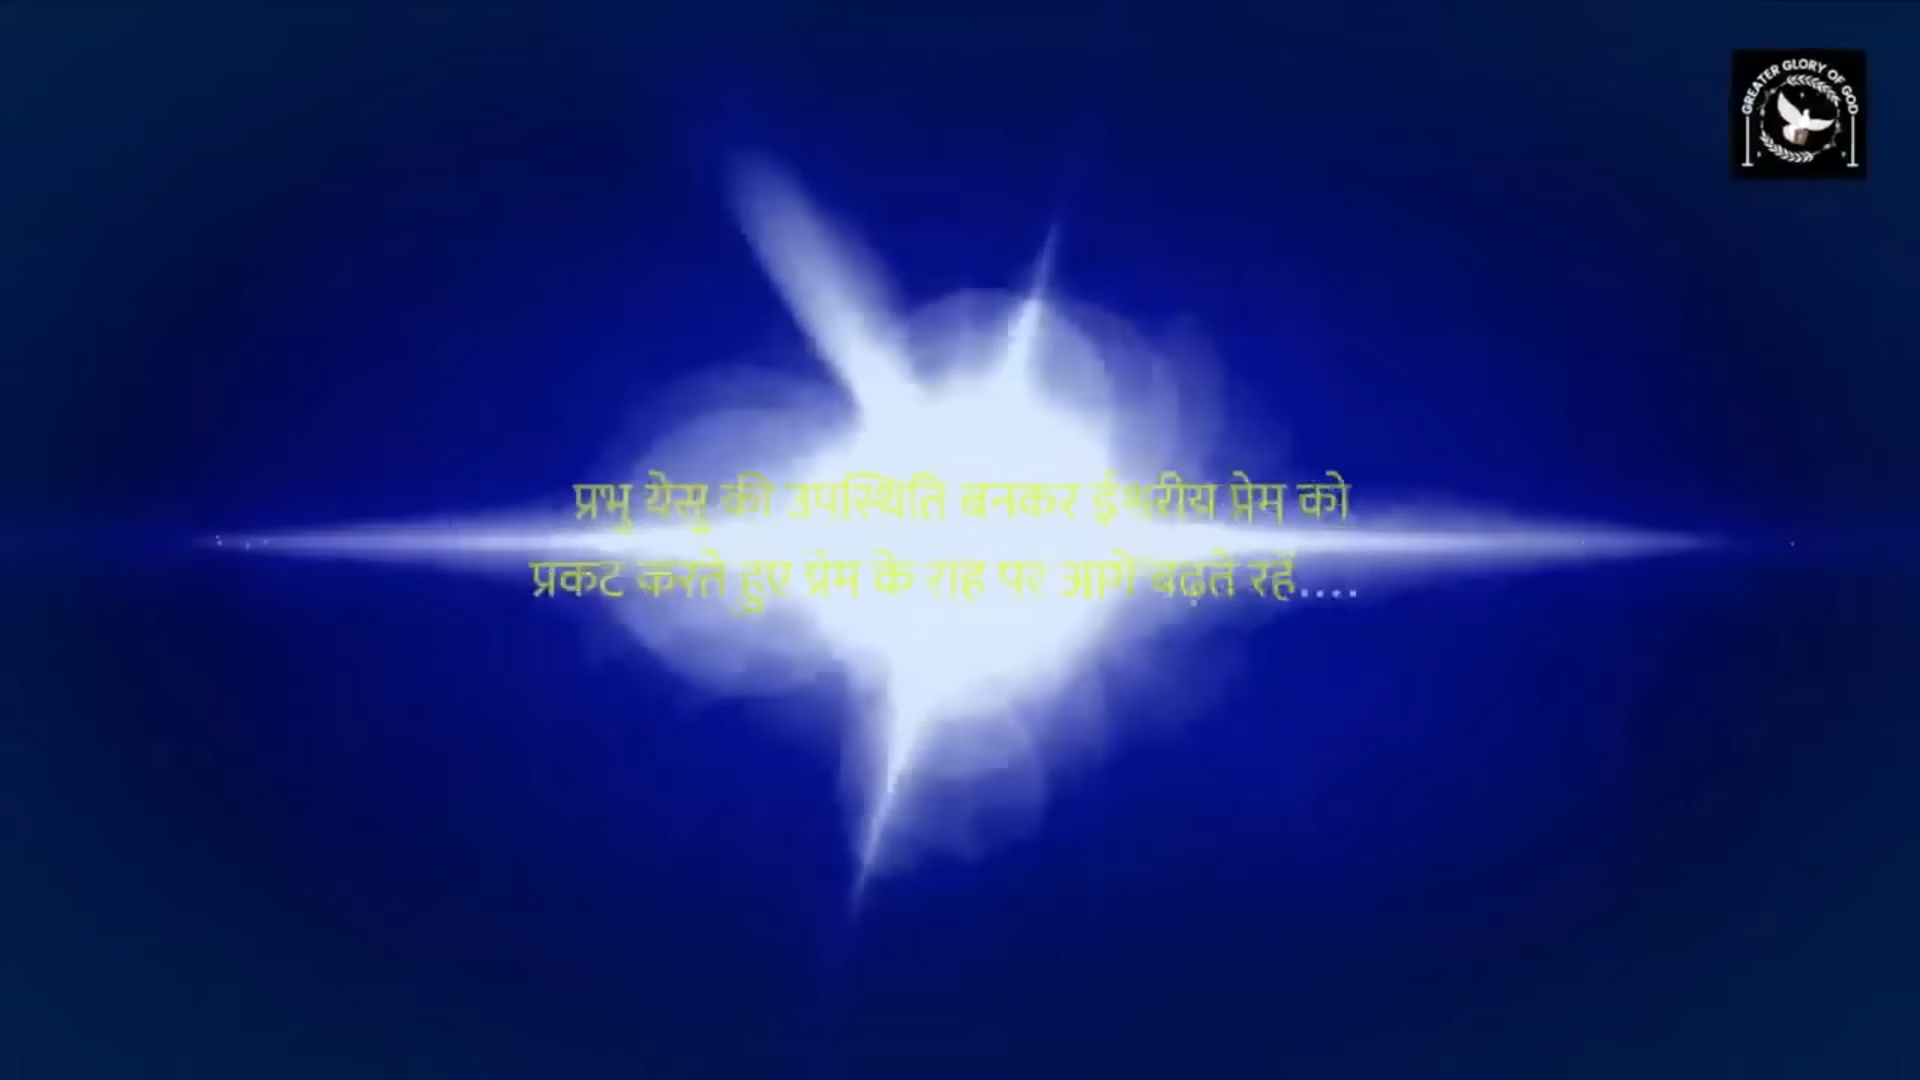 GREATER GLORY OF GOD
प्रभु येसु की उपस्थिति बनकर ईश्वरीय प्रेम को
प्रकट करते हुए प्रेम के राह पर आगें बढ़तें रहें....